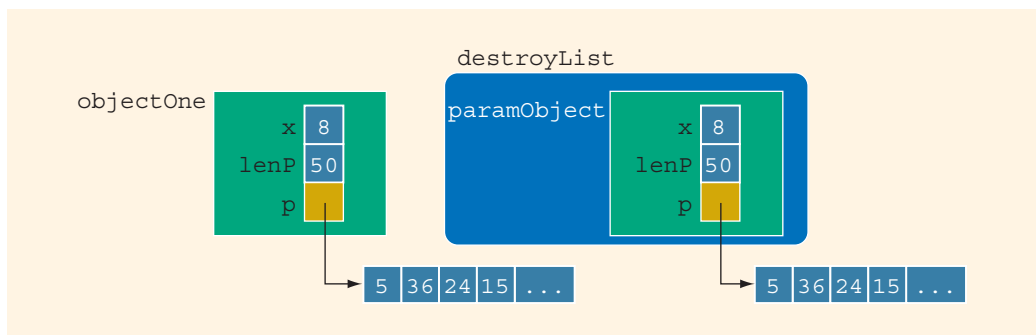 destroyList
objectOne
paramObject
x 8
lenP 50
p
x 8
lenP 50
p
5 36 24 15 ...
5 36 24 15 ...